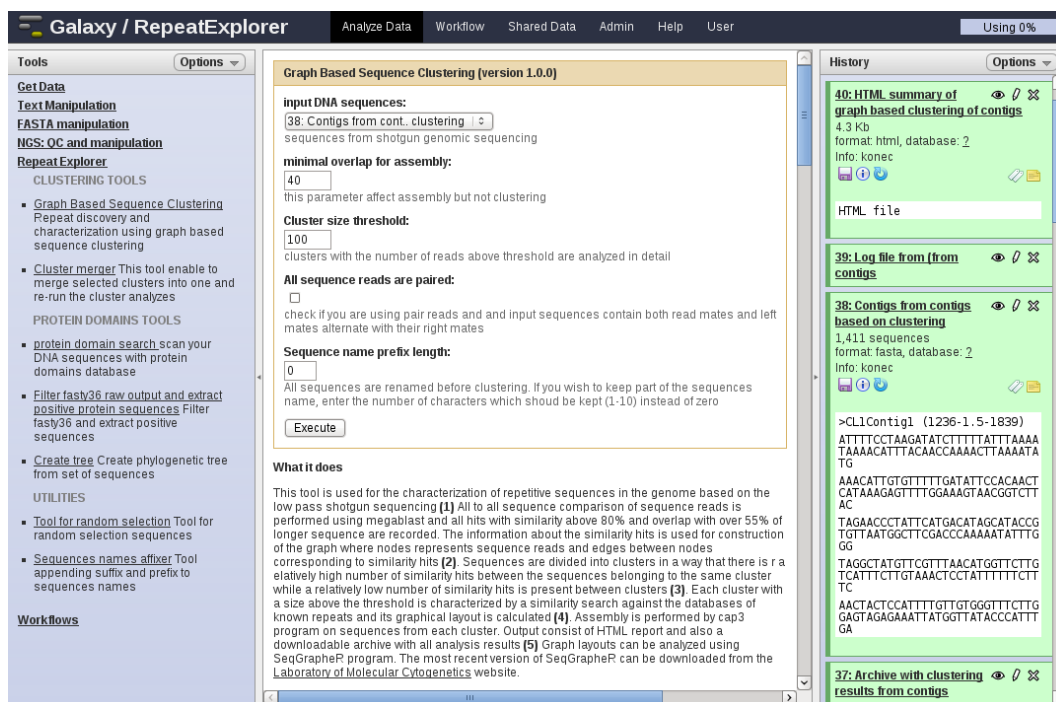 Galaxy / RepeatExplorer
Analyze Data Workflow Shared Data Admin Help User
Using 0%
Tools
Options
Get Data
Text Manipulation
FASTA manipulation
NGS: QC and manipulation
Repeat Explorer
CLUSTERING TOOLS
Graph Based Sequence Clustering
Repeat discovery and
characterization using graph based
sequence clustering
Cluster merger This tool enable to
merge selected clusters into one and
re-run the cluster analyzes
PROTEIN DOMAINS TOOLS
protein domain search scan your
DNA sequences with protein
domains database
Filter fasty36 raw output and extract
positive protein sequences Filter
fasty36 and extract positive
sequences
Create tree Create phylogenetic tree
from set of sequences
UTILITIES
Tool for random selection Tool for
random selection sequences
Sequences names affixer Tool
appending suffix and prefix to
sequences names
Workflows
Graph Based Sequence Clustering (version 1.0.0)
input DNA sequences:
38: Contigs from cont.. clustering
sequences from shotgun genomic sequencing
minimal overlap for assembly:
40
this parameter affect assembly but not clustering
Cluster size threshold:
100
clusters with the number of reads above threshold are analyzed in detail
All sequence reads are paired:
check if you are using pair reads and and input sequences contain both read mates and left
mates alternate with their right mates
Sequence name prefix length:
0
All sequences are renamed before clustering. If you wish to keep part of the sequences
name, enter the number of characters which shoud be kept (1-10) instead of zero
Execute
What it does
This tool is used for the characterization of repetitive sequences in the genome based on the
low pass shotgun sequencing (1) All to all sequence comparison of sequence reads is
performed using megablast and all hits with similarity above 80% and overlap with over 55% of
longer sequence are recorded. The information about the similarity hits is used for construction
of the graph where nodes represents sequence reads and edges between nodes
corresponding to similarity hits (2). Sequences are divided into clusters in a way that there is r a
elatively high number of similarity hits between the sequences belonging to the same cluster
while a relatively low number of similarity hits is present between clusters (3). Each cluster with
a size above the threshold is characterized by a similarity search against the databases of
known repeats and its graphical layout is calculated (4). Assembly is performed by cap3
program on sequences from each cluster. Output consist of HTML report and also a
downloadable archive with all analysis results (5) Graph layouts can be analyzed using
SeqGrapheR program. The most recent version of SeqGrapheR can be downloaded from the
Laboratory of Molecular Cytogenetics website.
History
Options
40: HTML summary of
graph based clustering of contigs
4.3 Kb
format: html, database: ?
Info: konec
HTML file
39: Log file from (from
contigs
38: Contigs from contigs
based on clustering
1,411 sequences
format: fasta, database: ?
Info: konec
>CL1Contig1 (1236-1.5-1839)
ATTTTCCTAAGATATCTTTTTATTTAAAA
TAAAACATTTACAACCAAAACTTAAAATA
TG
AAACATTGTGTTTTTGATATTCCACAACT
CATAAAGAGTTTTGGAAAGTAACGGTCTT
AC
TAGAACCCTATTCATGACATAGCATACCG
TGTTAATGGCTTCGACCCAAAAATATTTG
GG
TAGGCTATGTTCGTTTAACATGGTTCTTG
TCATTTCTTGTAAACTCCTATTTTTTCTT
TC
AACTACTCCATTTTGTTGTGGGTTTCTTG
GAGTAGAGAAATTATGGTTATACCCATTT
GA
37: Archive with clustering
results from contigs